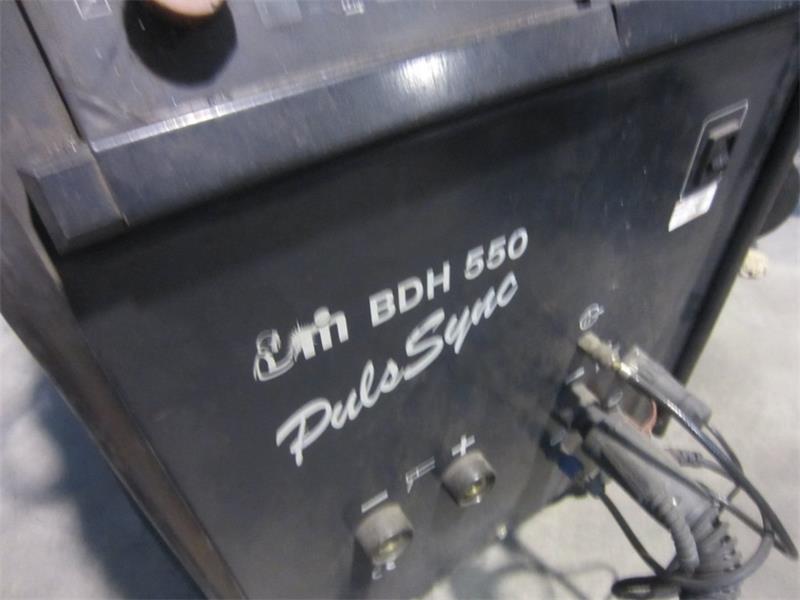 BDH 550
PulsSync
− +